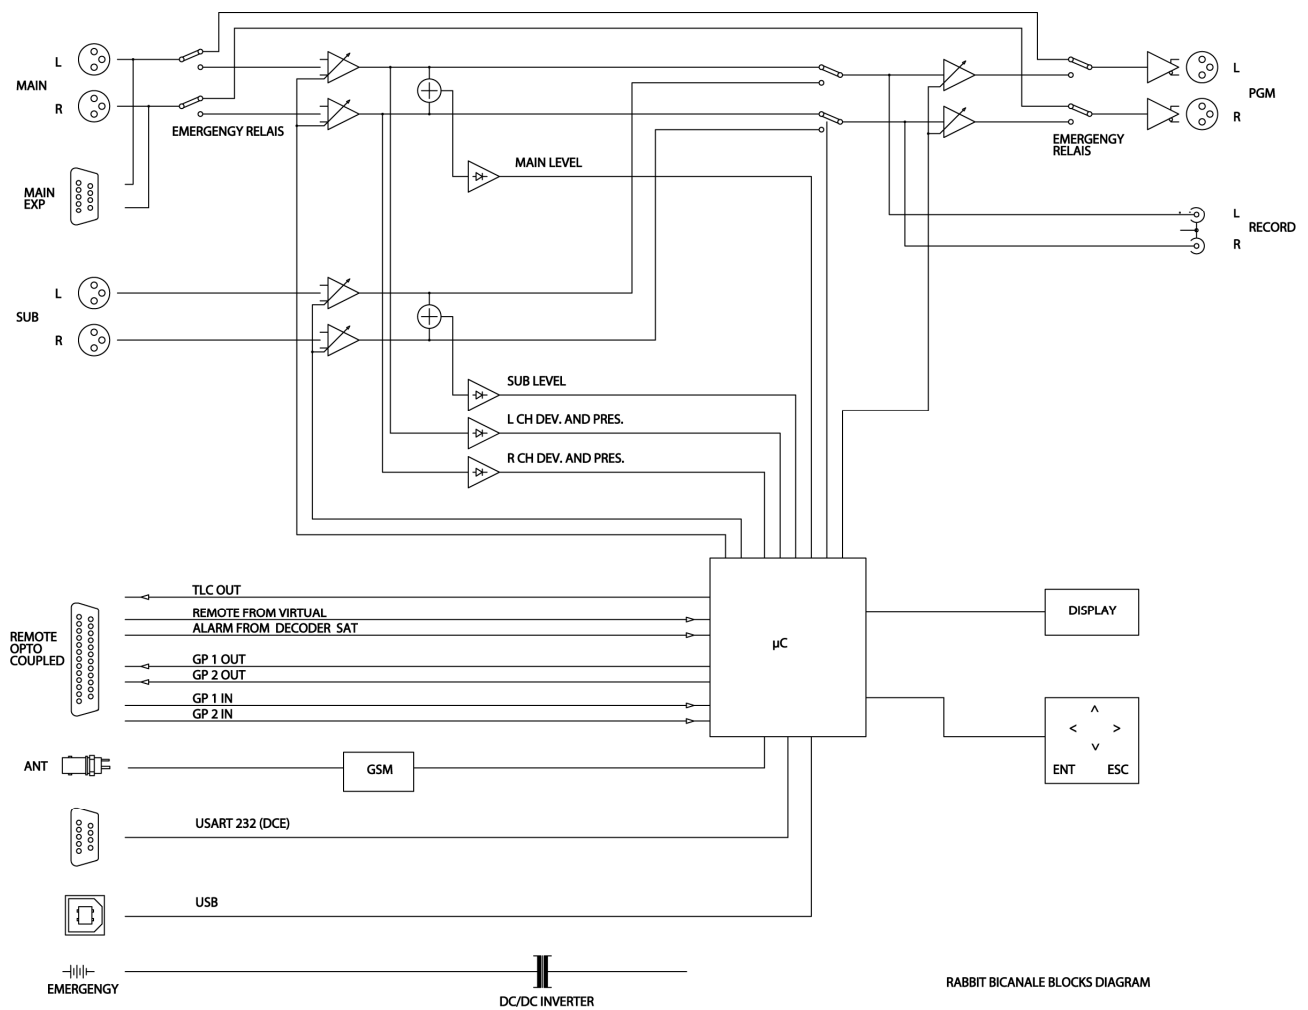 L
MAIN
R
EMERGENGY RELAIS
MAIN
EXP
MAIN LEVEL
L
PGM
R
EMERGENGY
RELAIS
L
RECORD
R
L
SUB
R
SUB LEVEL
L CH DEV. AND PRES.
R CH DEV. AND PRES.
TLC OUT
REMOTE FROM VIRTUAL
ALARM FROM DECODER SAT
GP 1 OUT
GP 2 OUT
GP 1 IN
GP 2 IN
REMOTE
OPTO
COUPLED
µC
DISPLAY
ENT ESC
ANT
GSM
USART 232 (DCE)
USB
EMERGENGY
DC/DC INVERTER
RABBIT BICANALE BLOCKS DIAGRAM